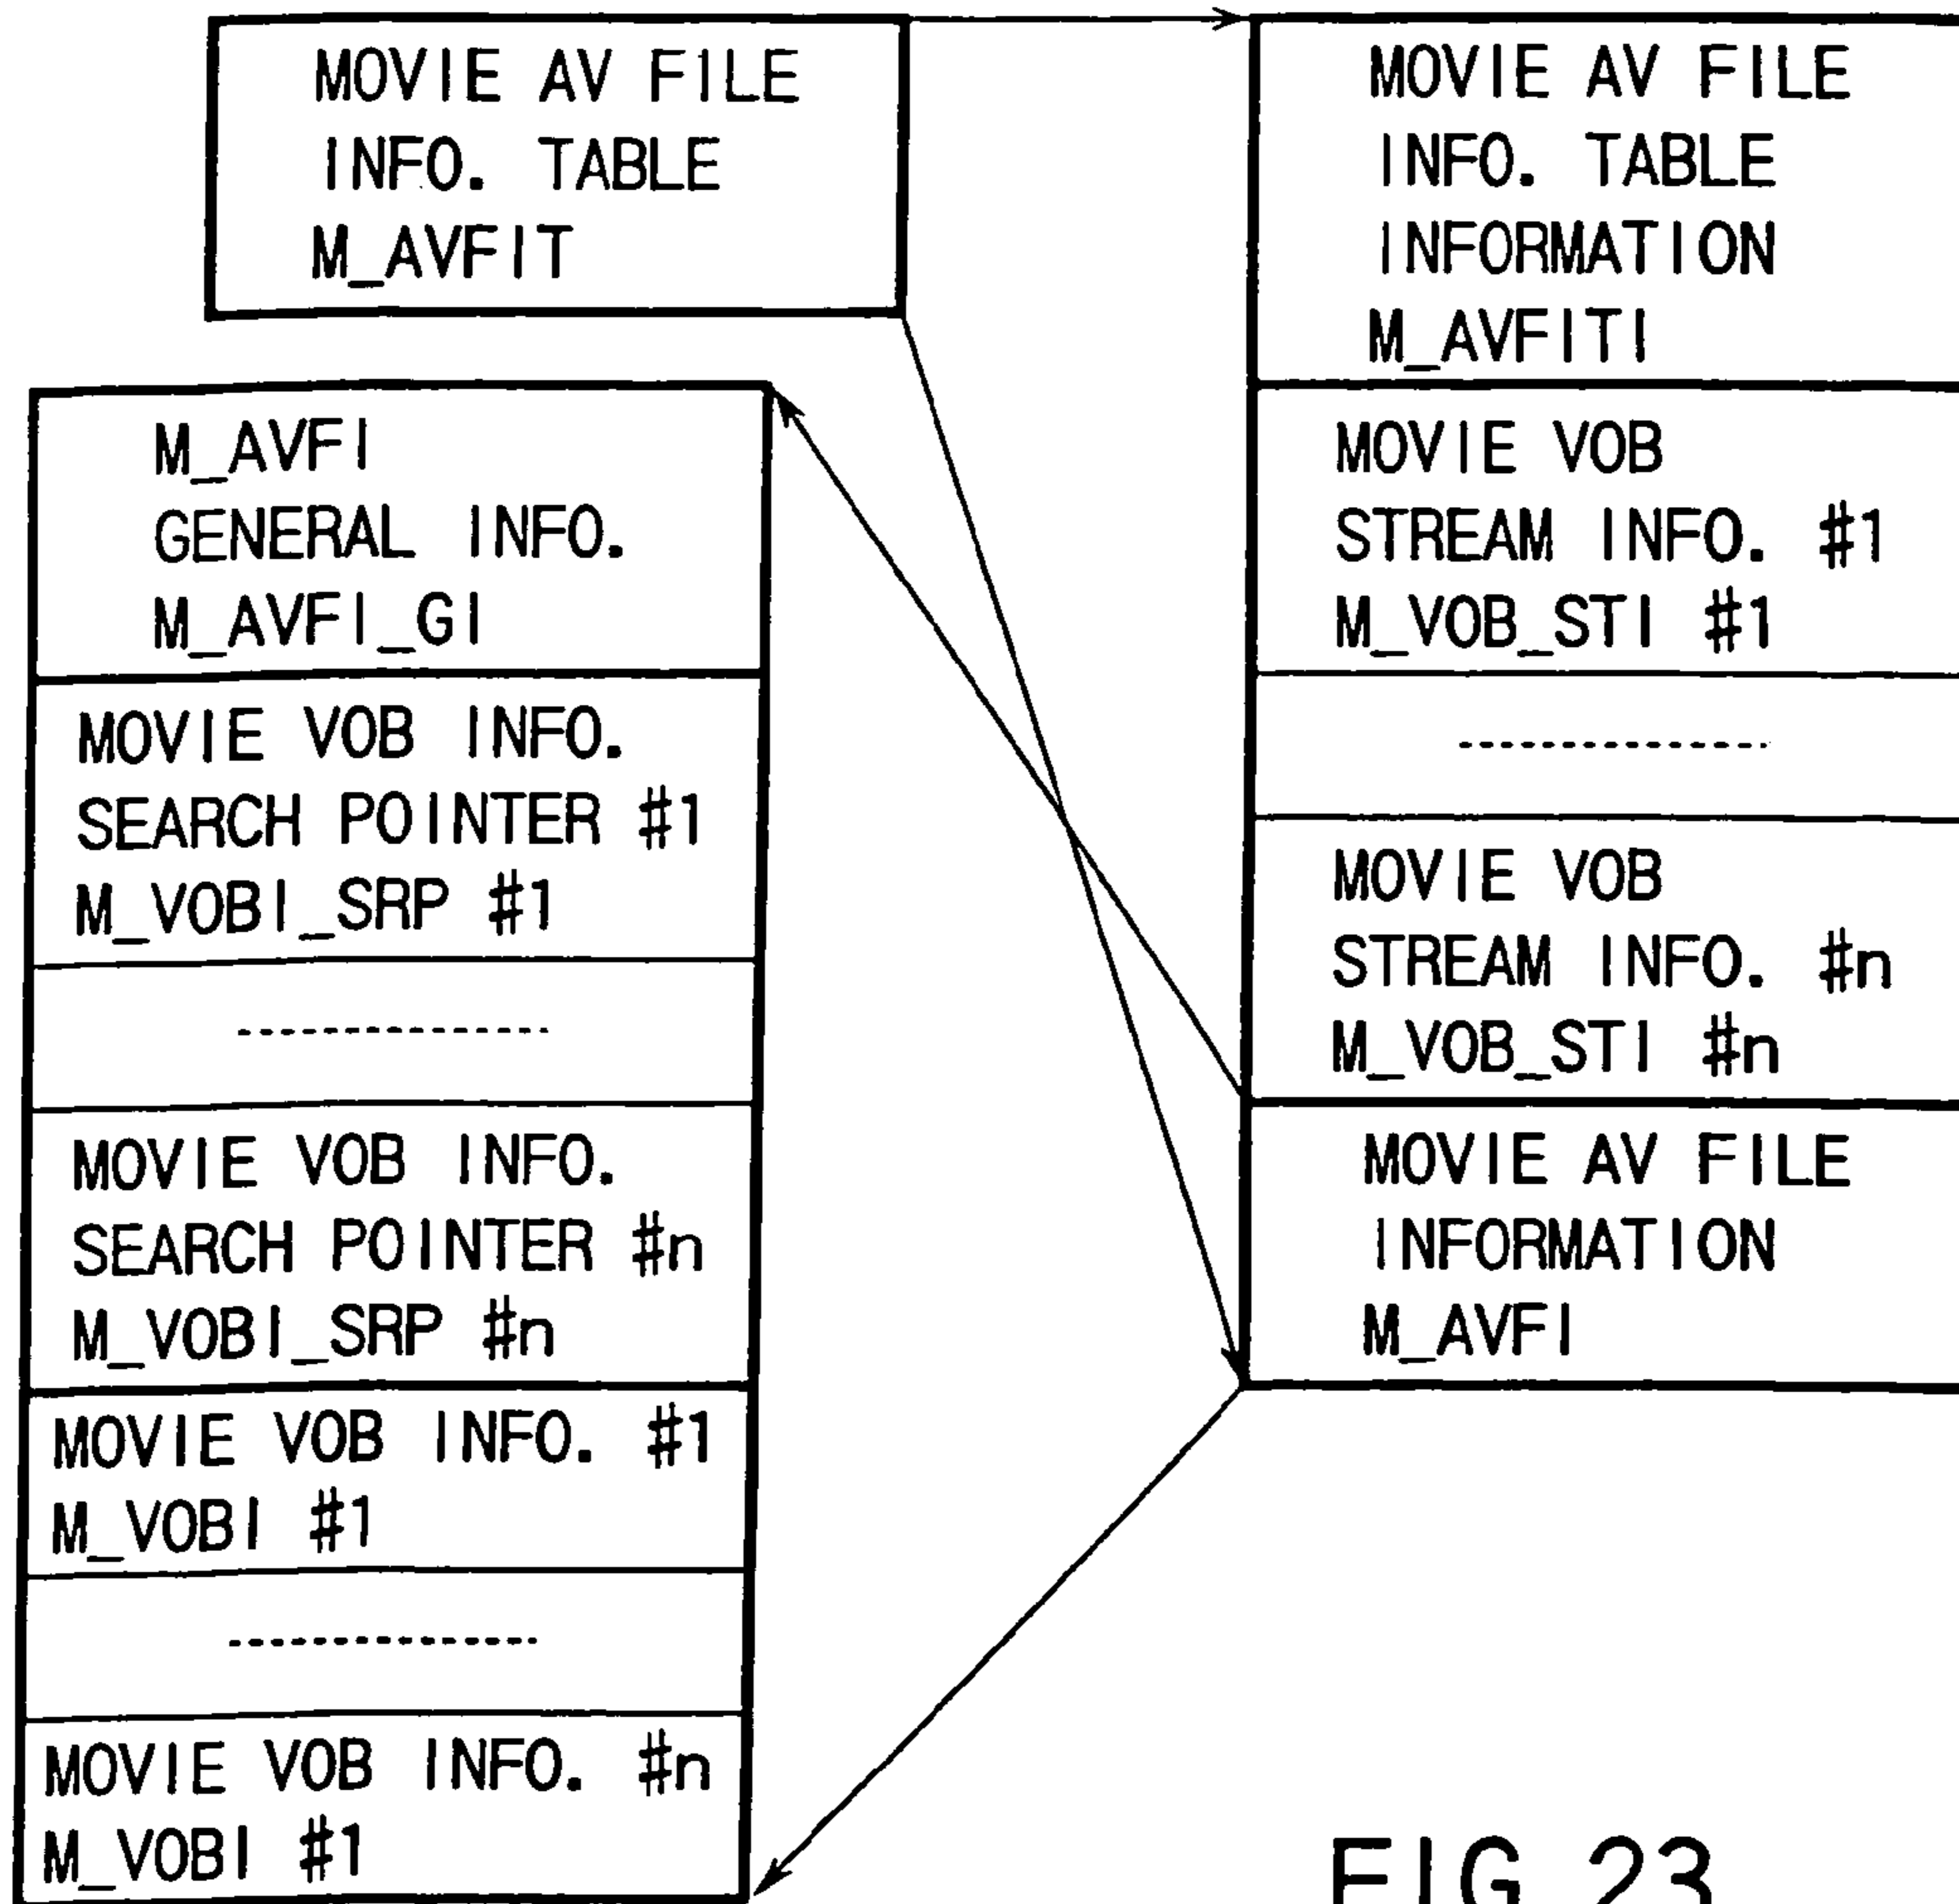 MOVIE AV FILE
INFO. TABLE
M_AVFIT
MOVIE AV FILE
INFO. TABLE
INFORMATION
M_AVFITI
MOVIE VOB
STREAM INFO. #1
M_VOB_STI #1
MOVIE VOB
STREAM INFO. #n
M_VOB_STI #n
MOVIE AV FILE
INFORMATION
M_AVFI
M_AVFI
GENERAL INFO.
M_AVFI_GI
MOVIE VOB INFO.
SEARCH POINTER #1
M_VOBI_SRP #1
MOVIE VOB INFO.
SEARCH POINTER #n
M_VOBI_SRP #n
MOVIE VOB INFO. #1
M_VOBI #1
MOVIE VOB INFO. #n
M_VOBI #1
FIG. 23